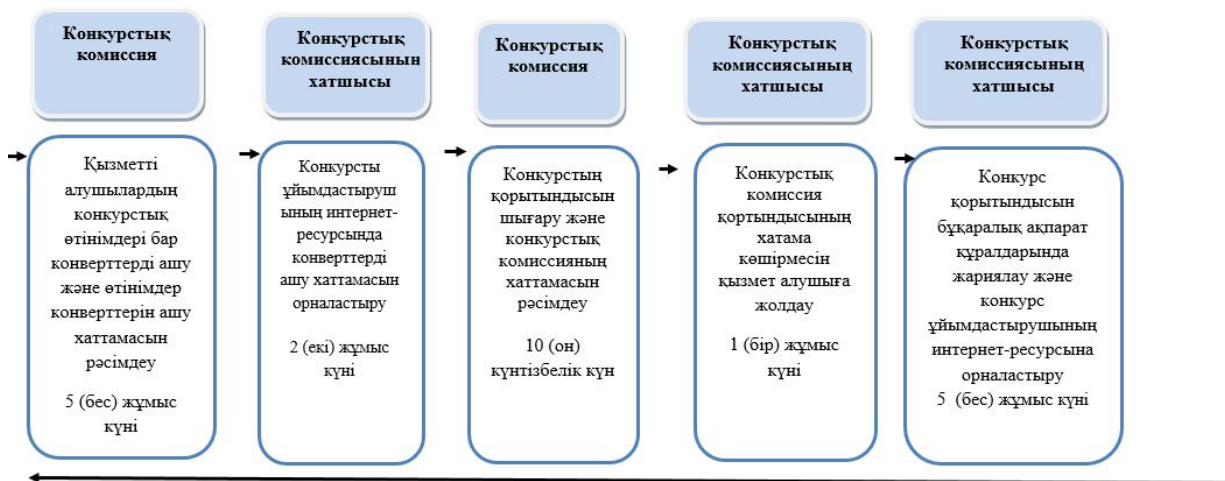 Конкурстық
комиссия
Конкурстық
комиссиясынын
хатшысы
Конкурстық
комиссия
Конкурстық
комиссиясының
хатшысы
Конкурстық
комиссиясының
хатшысы
Қызметті
алушылардың
конкурстық
өтінімдері бар
конверттерді ашу
және өтінімдер
конверттерін ашу
хаттамасын
рәсімдеу
5 (бес) жұмыс
күні
Конкурсты
ұйымдастыруш
ының интернет-
ресурсында
конверттерді
ашу хаттамасын
орналастыру
2 (екі) жұмыс
күні
Конкурстың
қорытындысын
шығару және
конкурстық
комиссияның
хаттамасын
рәсімдеу
10 (он)
күнтізбелік күн
Конкурстық
комиссия
қортындысының
хатама
көшірмесін
қызмет алушыға
жолдау
1 (бір) жұмыс
күні
Конкурс
қорытындысын
бұқаралық ақпарат
құралдарында
жариялау және
конкурс
ұйымдастырушының
интернет-ресурсына
орналастыру
5 (бес) жұмыс күні